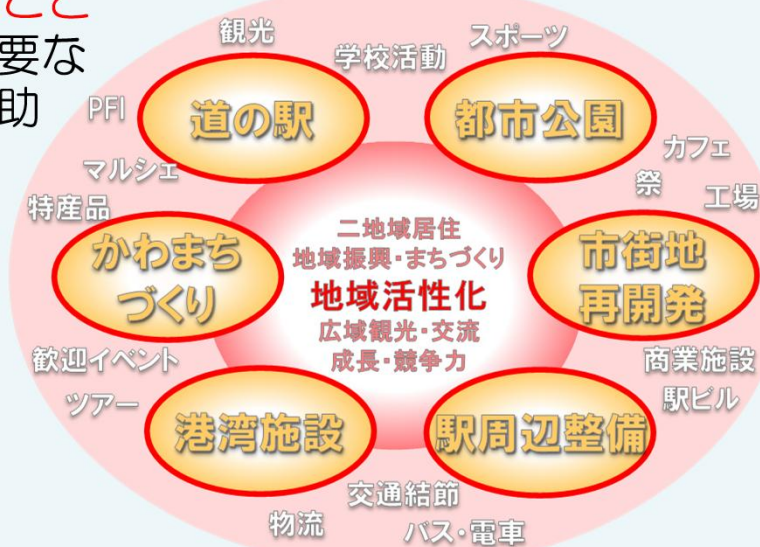 こと
要な
助
観光
学校活動
スポーツ
PFI
道の駅
都市公園
カフェ
マルシェ
祭
工場
特産品
かわまち
づくり
二地域居住
地域振興・まちづくり
地域活性化
広域観光・交流
成長・競争力
市街地
再開発
歓迎イベント
ツアー
商業施設
駅ビル
港湾施設
駅周辺整備
交通結節
物流
バス・電車